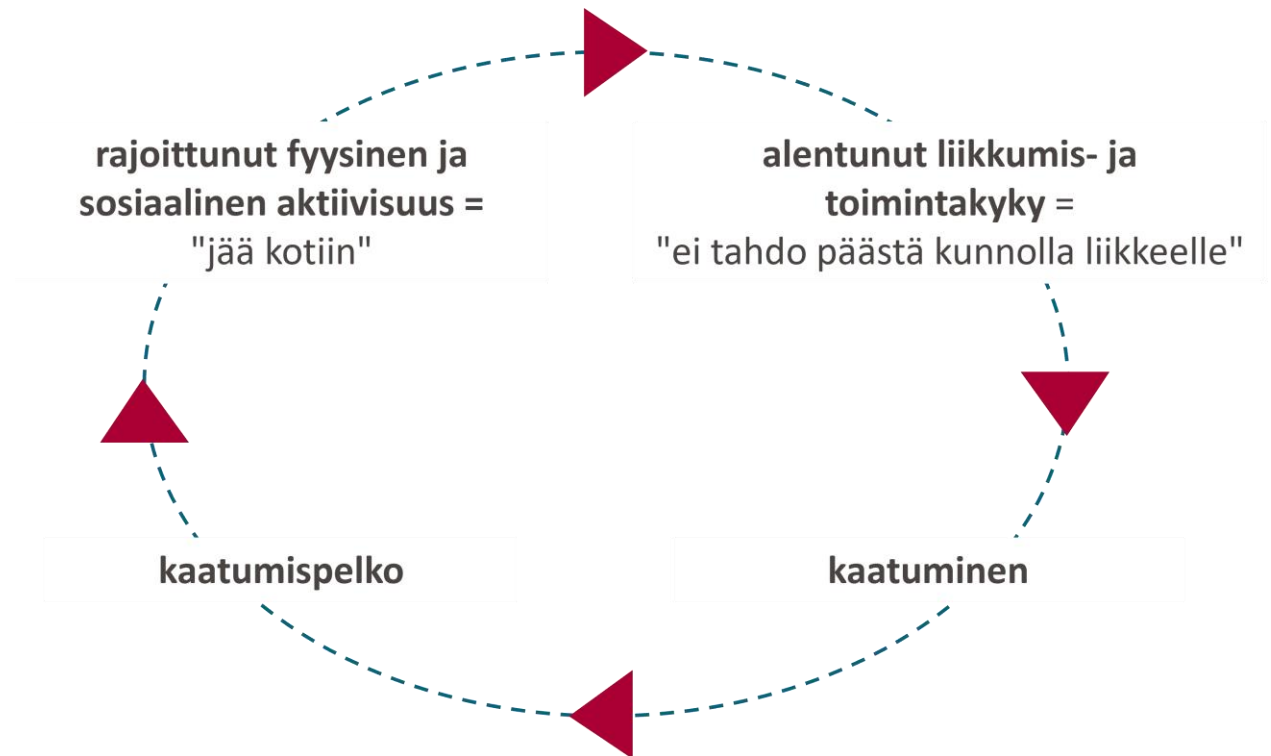 rajoittunut fyysinen ja
sosiaalinen aktiivisuus =
"jää kotiin"
alentunut liikkumis- ja
toimintakyky =
"ei tahdo päästä kunnolla liikkeelle"
kaatumispelko
kaatuminen